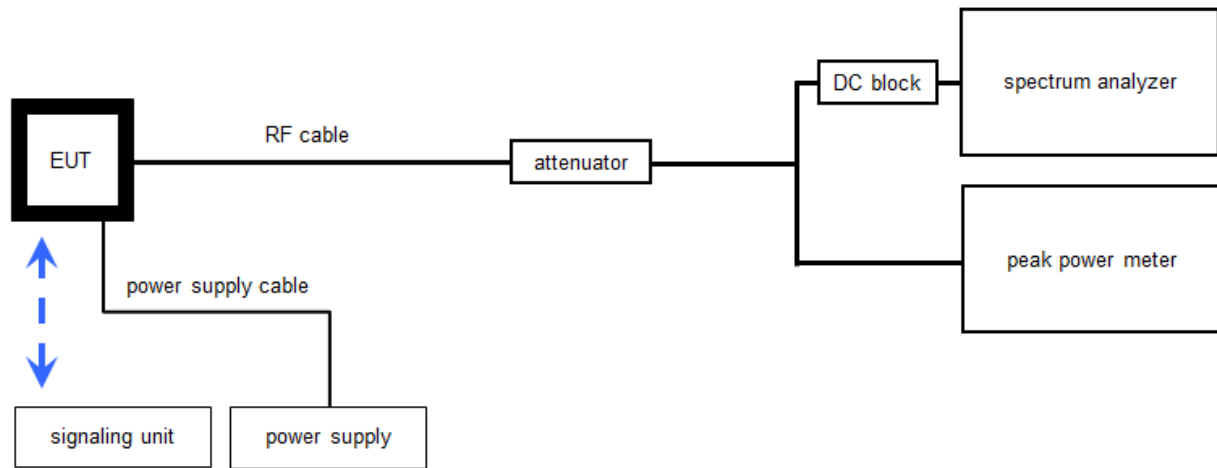 DC block
spectrum analyzer
EUT
RF cable
attenuator
peak power meter
power supply cable
signaling unit
power supply